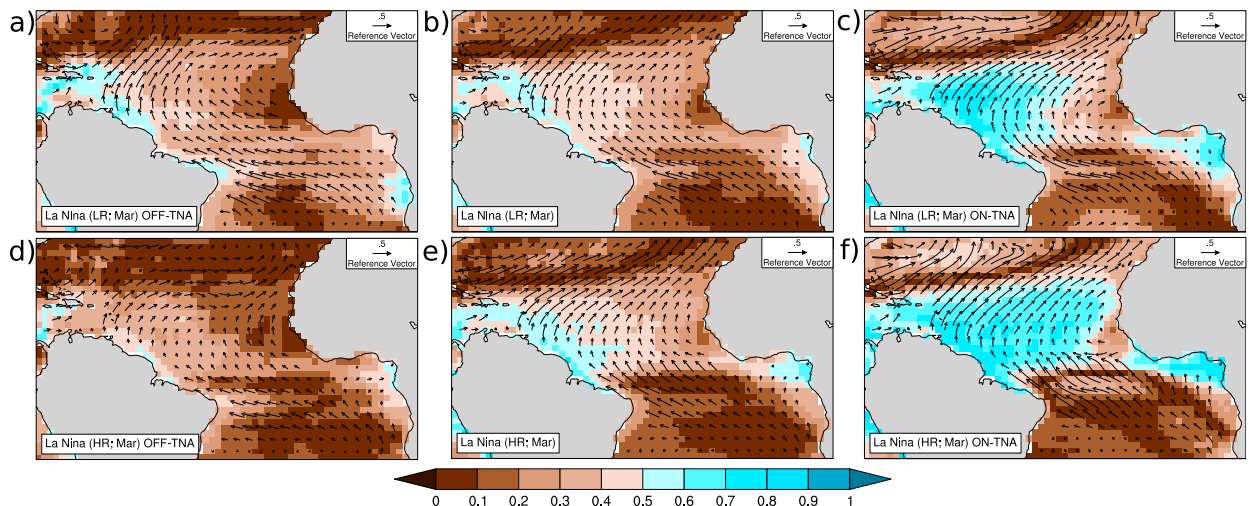 a)
.5
Reference Vector
La NIna (LR; Mar) OFF-TNA
b)
.5
Reference Vector
La NIna (LR; Mar)
c)
.5
Reference Vector
La NIna (LR; Mar) ON-TNA
d)
.5
Reference Vector
La Nina (HR; Mar) OFF-TNA
e)
.5
Reference Vector
La Nina (HR; Mar)
f)
.5
Reference Vector
La Nina (HR; Mar) ON-TNA
0 0.1 0.2 0.3 0.4 0.5 0.6 0.7 0.8 0.9 1